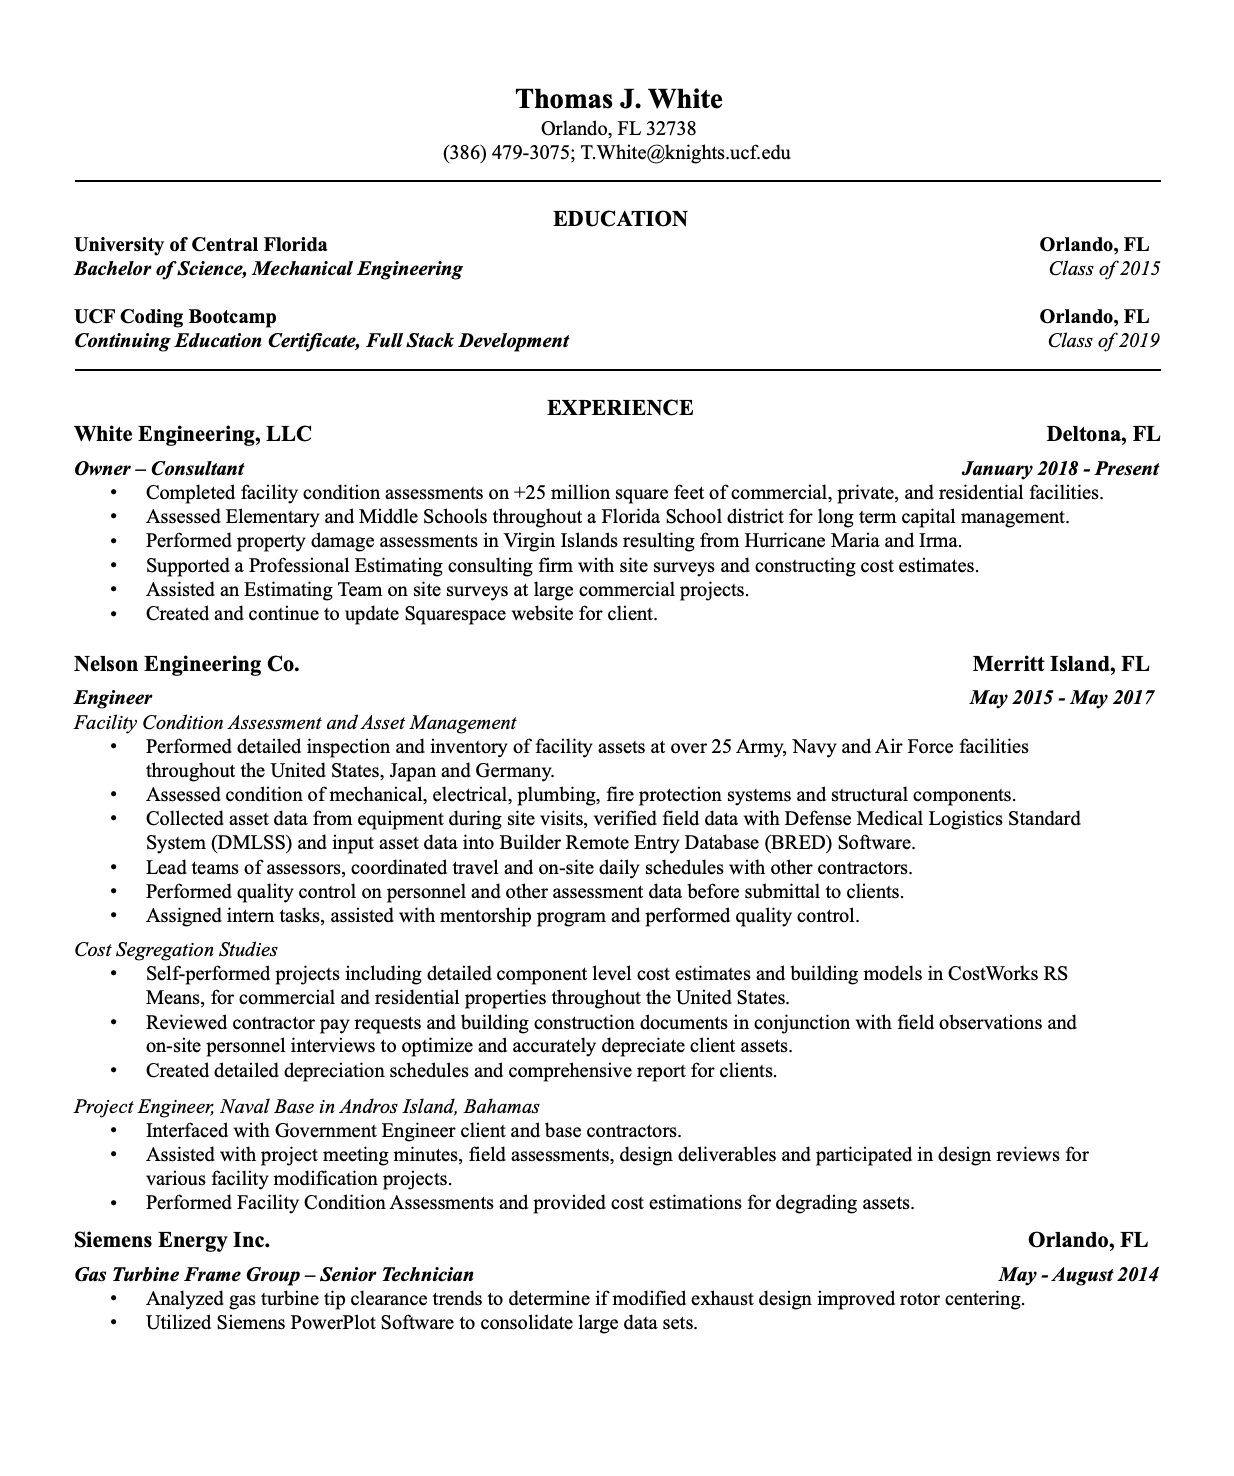 Thomas J. White
Orlando, FL 32738
(386) 479-3075; T.White@knights.ucf.edu
EDUCATION
University of Central Florida Orlando, FL
Bachelor of Science, Mechanical Engineering Class of 2015
UCF Coding Bootcamp Orlando, FL
Continuing Education Certificate, Full Stack Development Class of 2019
EXPERIENCE
White Engineering, LLC Deltona, FL
Owner – Consultant January 2018 - Present
• Completed facility condition assessments on +25 million square feet of commercial, private, and residential facilities.
• Assessed Elementary and Middle Schools throughout a Florida School district for long term capital management.
• Performed property damage assessments in Virgin Islands resulting from Hurricane Maria and Irma.
• Supported a Professional Estimating consulting firm with site surveys and constructing cost estimates.
• Assisted an Estimating Team on site surveys at large commercial projects.
• Created and continue to update Squarespace website for client.
Nelson Engineering Co. Merritt Island, FL
Engineer May 2015 - May 2017
Facility Condition Assessment and Asset Management
• Performed detailed inspection and inventory of facility assets at over 25 Army, Navy and Air Force facilities
throughout the United States, Japan and Germany.
• Assessed condition of mechanical, electrical, plumbing, fire protection systems and structural components.
• Collected asset data from equipment during site visits, verified field data with Defense Medical Logistics Standard
System (DMLSS) and input asset data into Builder Remote Entry Database (BRED) Software.
• Lead teams of assessors, coordinated travel and on-site daily schedules with other contractors.
• Performed quality control on personnel and other assessment data before submittal to clients.
• Assigned intern tasks, assisted with mentorship program and performed quality control.
Cost Segregation Studies
• Self-performed projects including detailed component level cost estimates and building models in CostWorks RS
Means, for commercial and residential properties throughout the United States.
• Reviewed contractor pay requests and building construction documents in conjunction with field observations and
on-site personnel interviews to optimize and accurately depreciate client assets.
• Created detailed depreciation schedules and comprehensive report for clients.
Project Engineer, Naval Base in Andros Island, Bahamas
• Interfaced with Government Engineer client and base contractors.
• Assisted with project meeting minutes, field assessments, design deliverables and participated in design reviews for
various facility modification projects.
• Performed Facility Condition Assessments and provided cost estimations for degrading assets.
Siemens Energy Inc. Orlando, FL
Gas Turbine Frame Group – Senior Technician May - August 2014
• Analyzed gas turbine tip clearance trends to determine if modified exhaust design improved rotor centering.
• Utilized Siemens PowerPlot Software to consolidate large data sets.